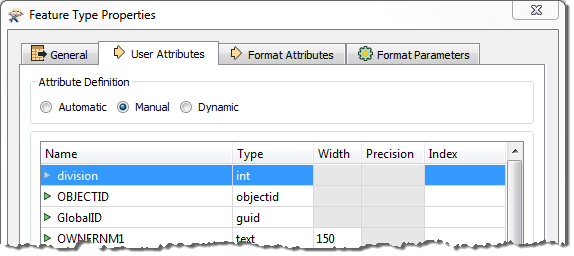 Feature Type Properties
General User Attributes Format Attributes Format Parameters
Attribute Definition
Automatic Manual Dynamic
Name Type Width Precision Index
division int
OBJECTID objectid
GlobalID guid
OWNERNM1 text 150